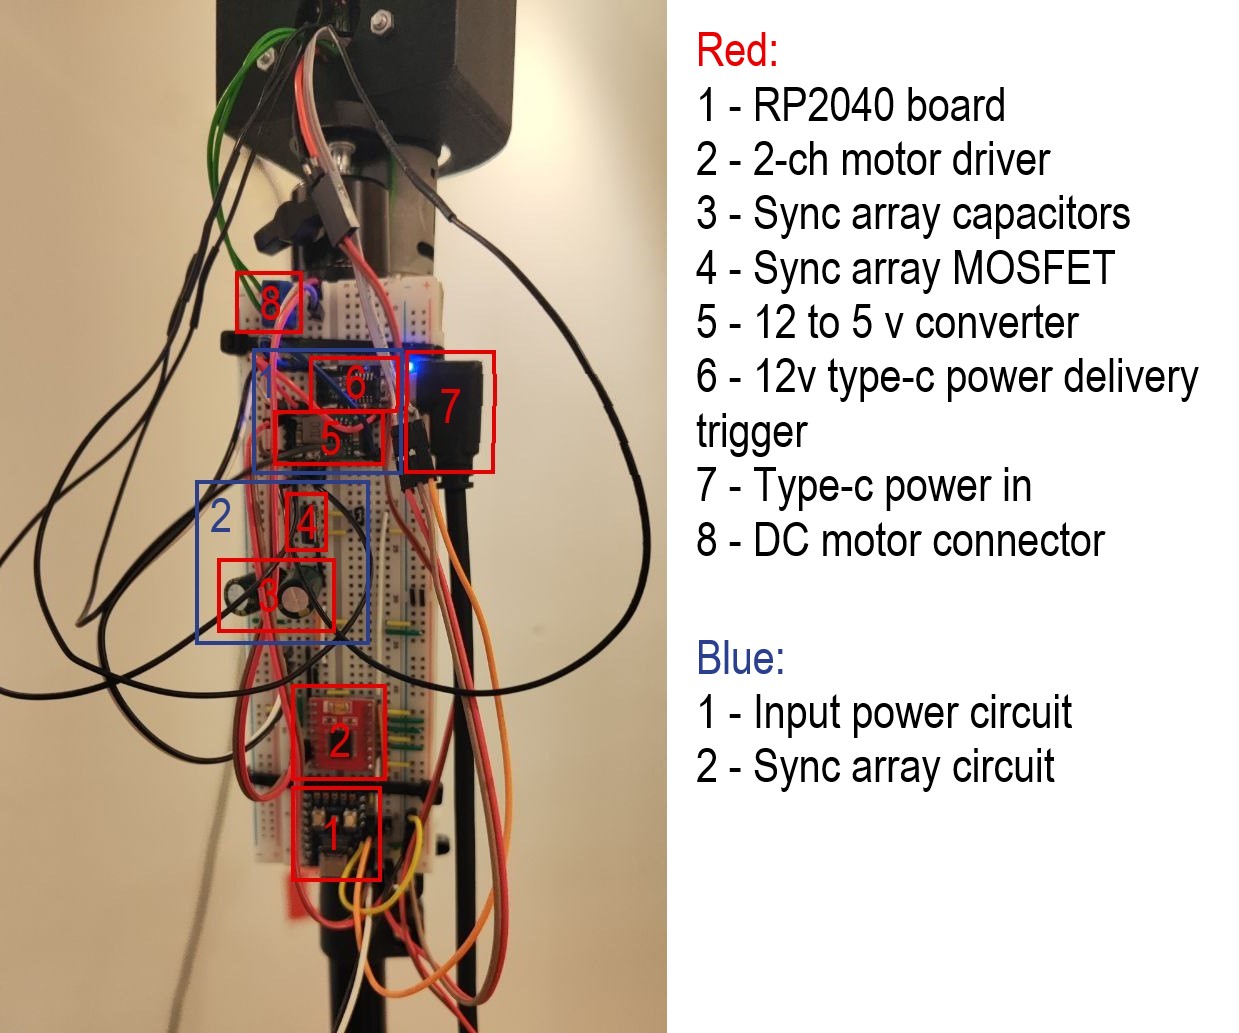 Red:
1 - RP2040 board
2 - 2-ch motor driver
3 - Sync array capacitors
4 - Sync array MOSFET
5 - 12 to 5 v converter
6 - 12v type-c power delivery
trigger
7 - Type-c power in
8 - DC motor connector
Blue:
1 - Input power circuit
2 - Sync array circuit
8
6
7
5
2
4
3
2
1